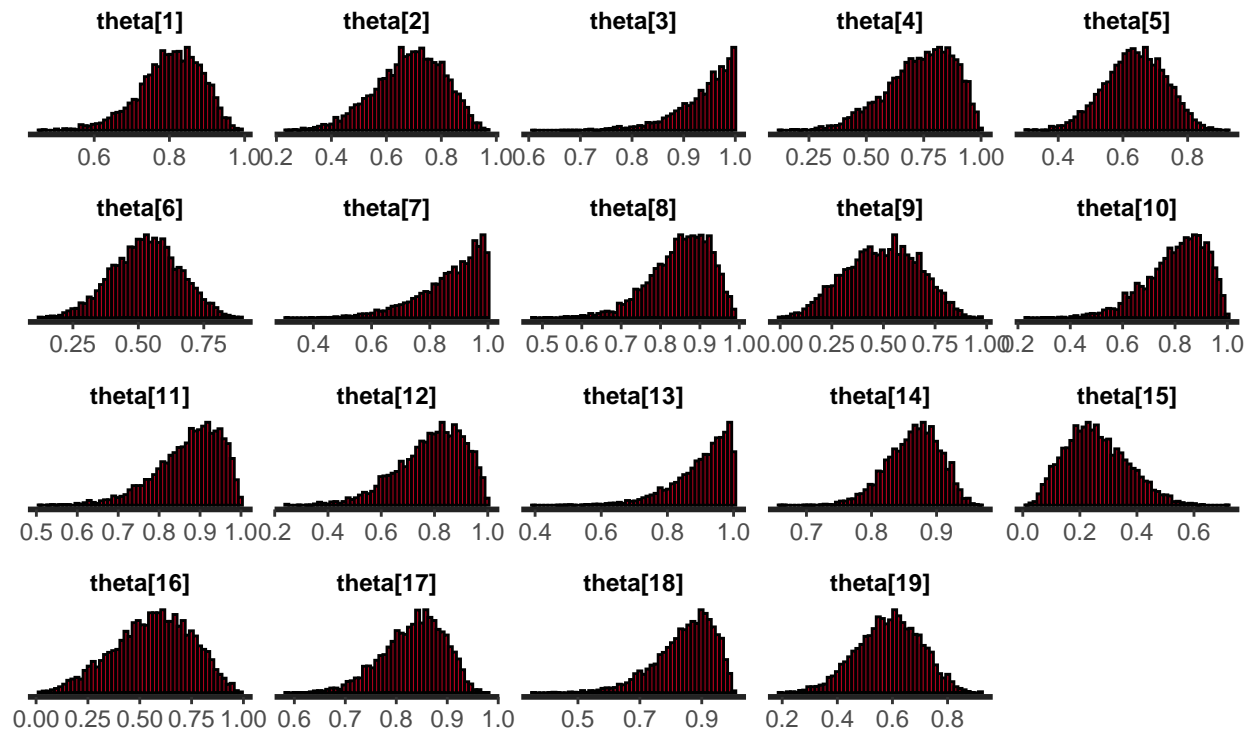 theta[1] theta[2] theta[3] theta[4] theta[5]
0.6 0.8 1.0 0.2 0.4 0.6 0.8 1.0 0.6 0.7 0.8 0.9 1.0 0.25 0.50 0.75 1.00 0.4 0.6 0.8
theta[6] theta[7] theta[8] theta[9] theta[10]
0.25 0.50 0.75 0.4 0.6 0.8 1.0 0.5 0.6 0.7 0.8 0.9 1.0 0.00 0.25 0.50 0.75 1.00 0.2 0.4 0.6 0.8 1.0
theta[11] theta[12] theta[13] theta[14] theta[15]
0.5 0.6 0.7 0.8 0.9 1.0 0.2 0.4 0.6 0.8 1.0 0.4 0.6 0.8 1.0 0.7 0.8 0.9 0.0 0.2 0.4 0.6
theta[16] theta[17] theta[18] theta[19]
0.00 0.25 0.50 0.75 1.00 0.6 0.7 0.8 0.9 1.0 0.5 0.7 0.9 0.2 0.4 0.6 0.8